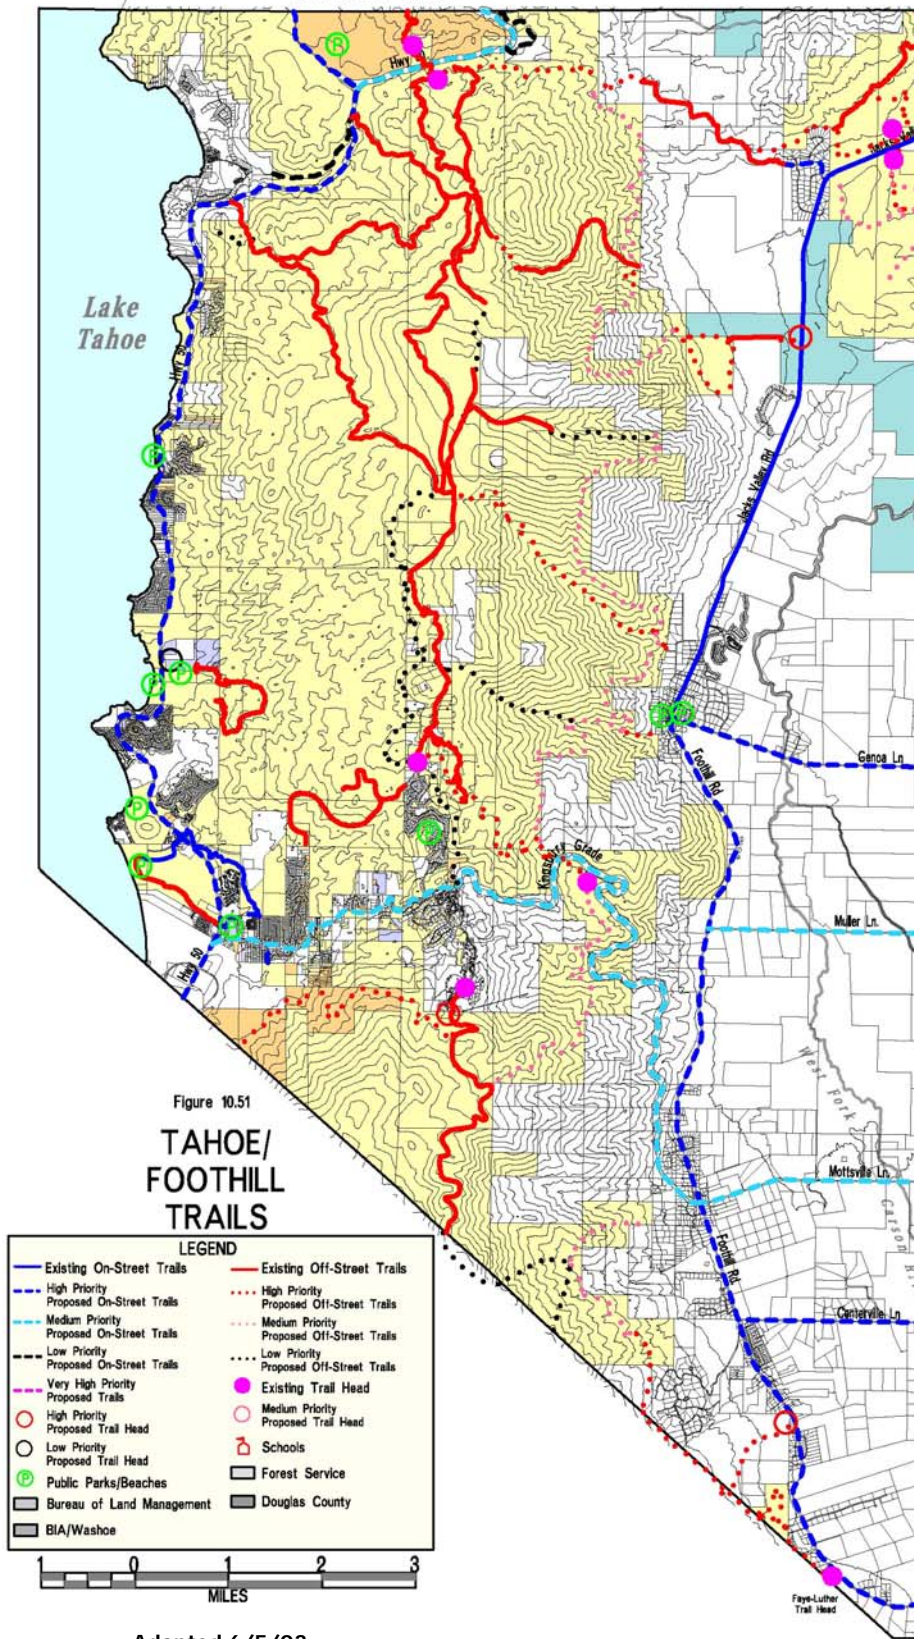 Hwy
Jacks Val
Lake
Tahoe
Hwy 50
Jacks Valley Rd
Genoa Ln
Foothill Rd
Kingsbury Grade
Muller Ln.
Hwy 50
West Fork
Carson
Mottsville Ln.
Foothill Rd
Centerville Ln
Faye-Luther
Trail Head
Figure 10.51
TAHOE/
FOOTHILL
TRAILS
LEGEND
Existing On-Street Trails
High Priority
Proposed On-Street Trails
Medium Priority
Proposed On-Street Trails
Low Priority
Proposed On-Street Trails
Very High Priority
Proposed Trails
High Priority
Proposed Trail Head
Low Priority
Proposed Trail Head
P Public Parks/Beaches
Bureau of Land Management
BIA/Washoe
Existing Off-Street Trails
High Priority
Proposed Off-Street Trails
Medium Priority
Proposed Off-Street Trails
Low Priority
Proposed Off-Street Trails
Existing Trail Head
Medium Priority
Proposed Trail Head
Schools
Forest Service
Douglas County
1 0 1 2 3
MILES